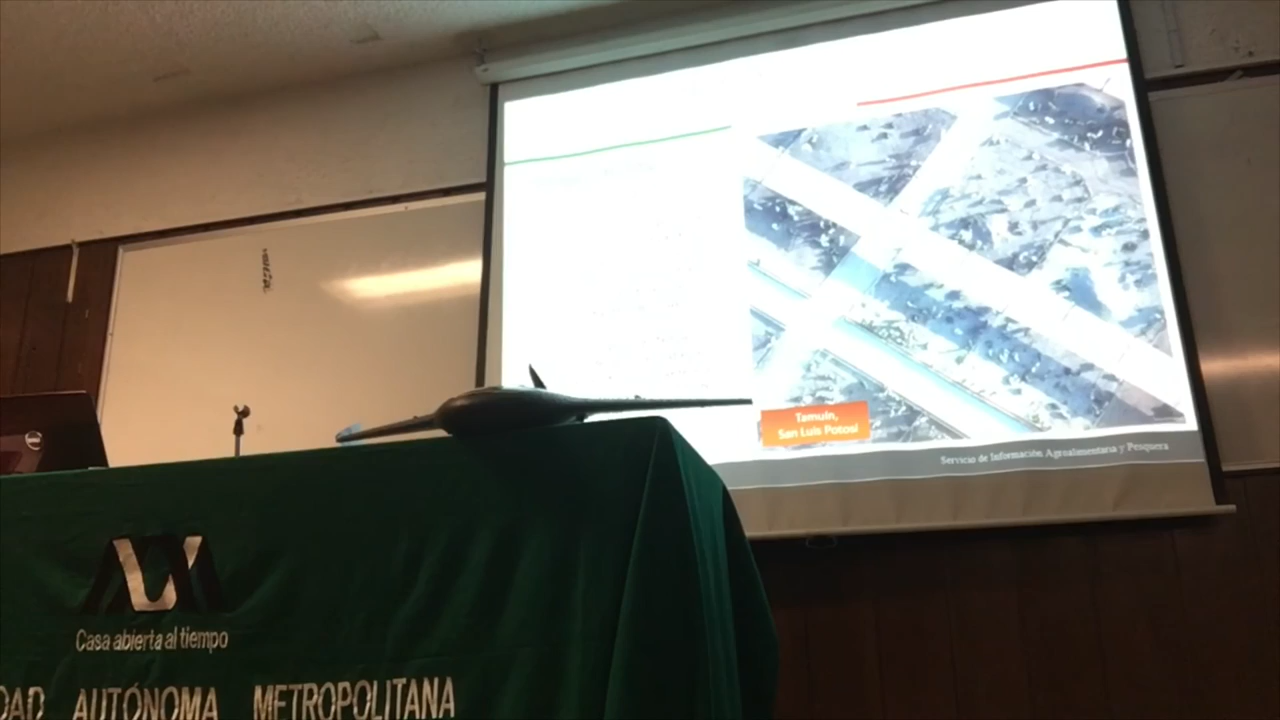 Tamuín,
San Luis Potosí
Servicio de Información Agroalimentaria y Pesquera
Casa abierta al tiempo
DAD AUTÓNOMA METROPOLITANA